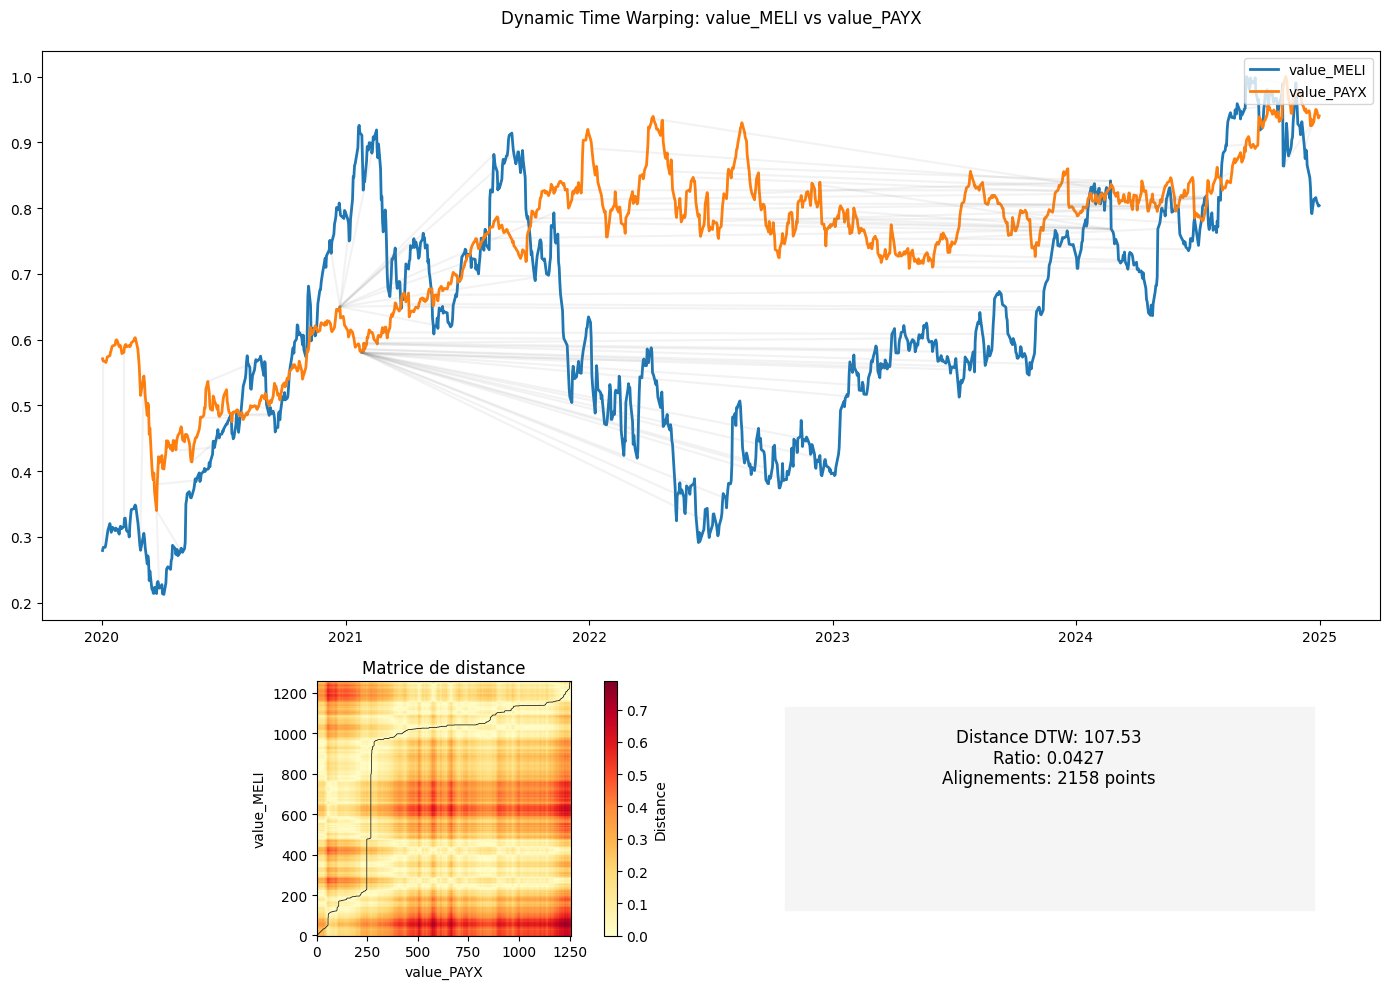 Dynamic Time Warping: value_MELI vs value_PAYX
value_MELI
value_PAYX
1.0
0.9
0.8
0.7
0.6
0.5
0.4
0.3
0.2
2020 2021 2022 2023 2024 2025
Matrice de distance
value_MELI
1200
1000
800
600
400
200
0
0 250 500 750 1000 1250
value_PAYX
0.7
0.6
0.5
0.4
0.3
0.2
0.1
0.0
Distance
Distance DTW: 107.53
Ratio: 0.0427
Alignements: 2158 points